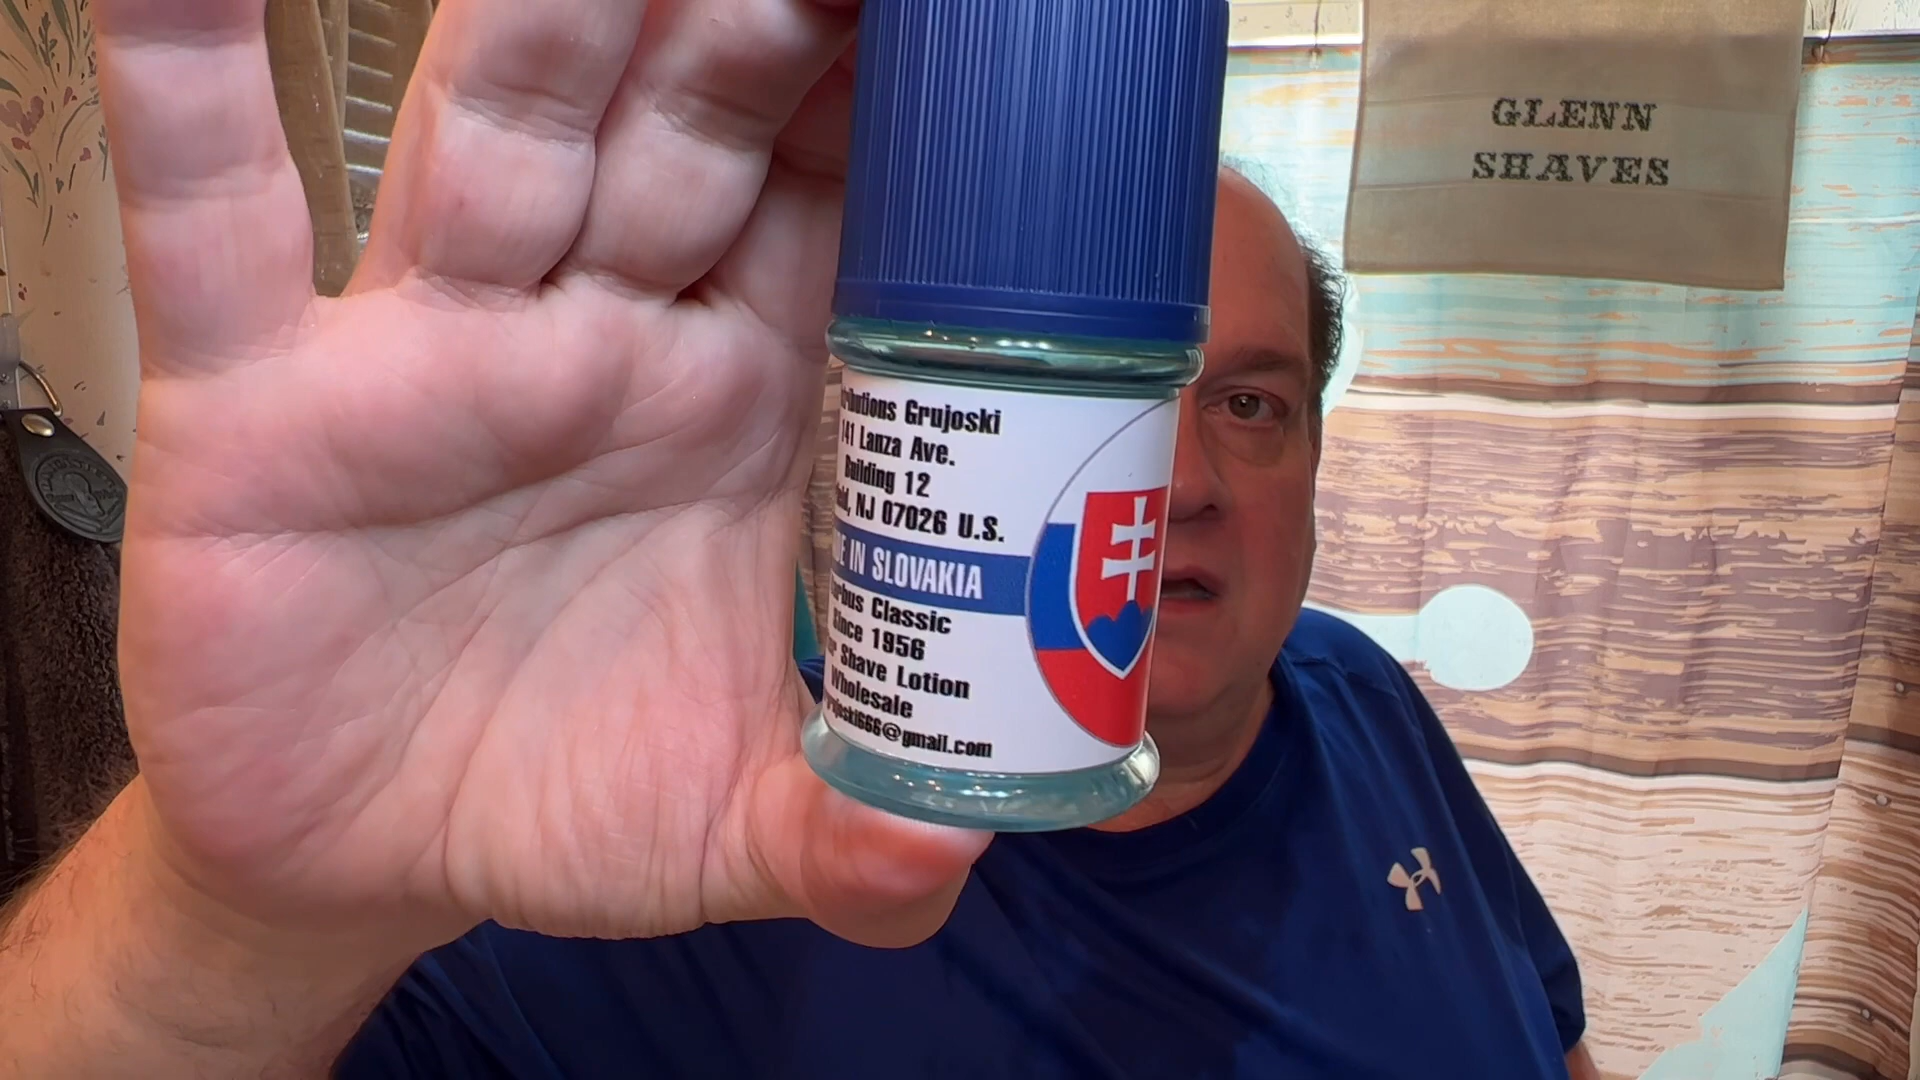 GLENN
SHAVES
Grujoski
141 Lanza Ave.
Building 12
NJ 07026 U.S.
IN SLOVAKIA
Classic
Since 1956
Shave Lotion
Wholesale
@gmail.com